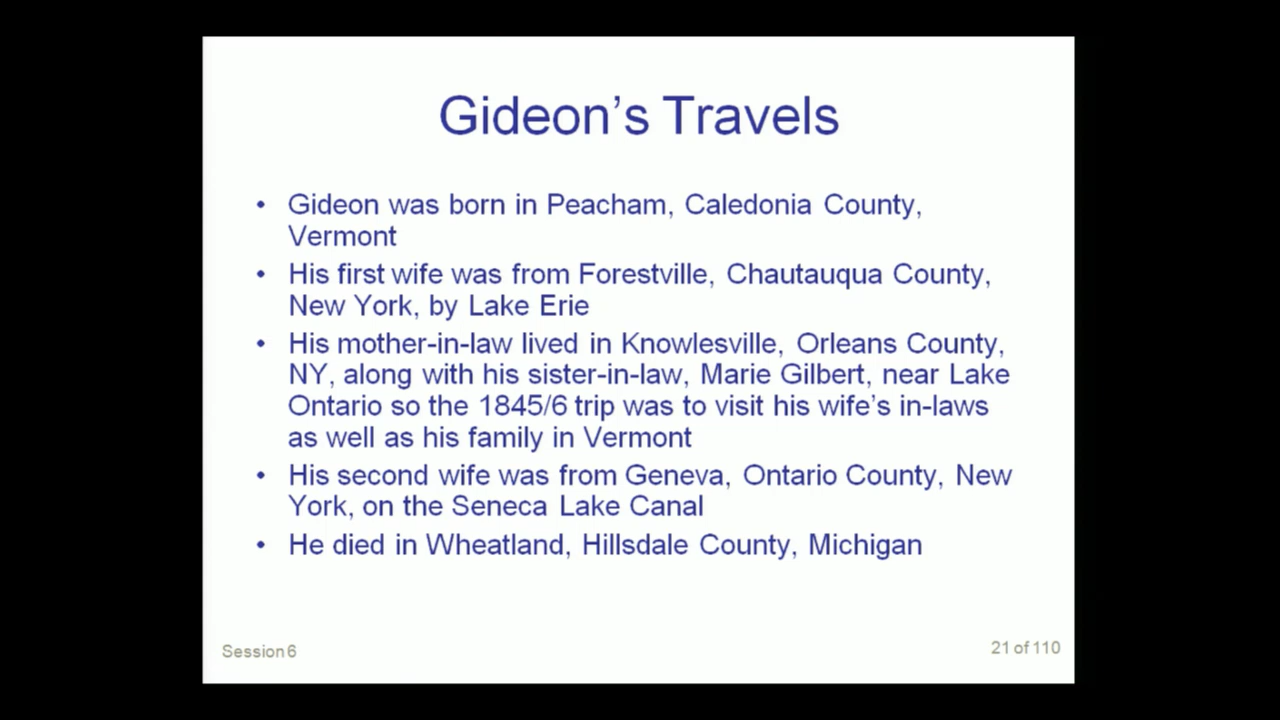 Gideon's Travels
• Gideon was born in Peacham, Caledonia County,
Vermont
• His first wife was from Forestville, Chautauqua County,
New York, by Lake Erie
• His mother-in-law lived in Knowlesville, Orleans County,
NY, along with his sister-in-law, Marie Gilbert, near Lake
Ontario so the 1845/6 trip was to visit his wife's in-laws
as well as his family in Vermont
• His second wife was from Geneva, Ontario County, New
York, on the Seneca Lake Canal
• He died in Wheatland, Hillsdale County, Michigan
Session 6
21 of 110